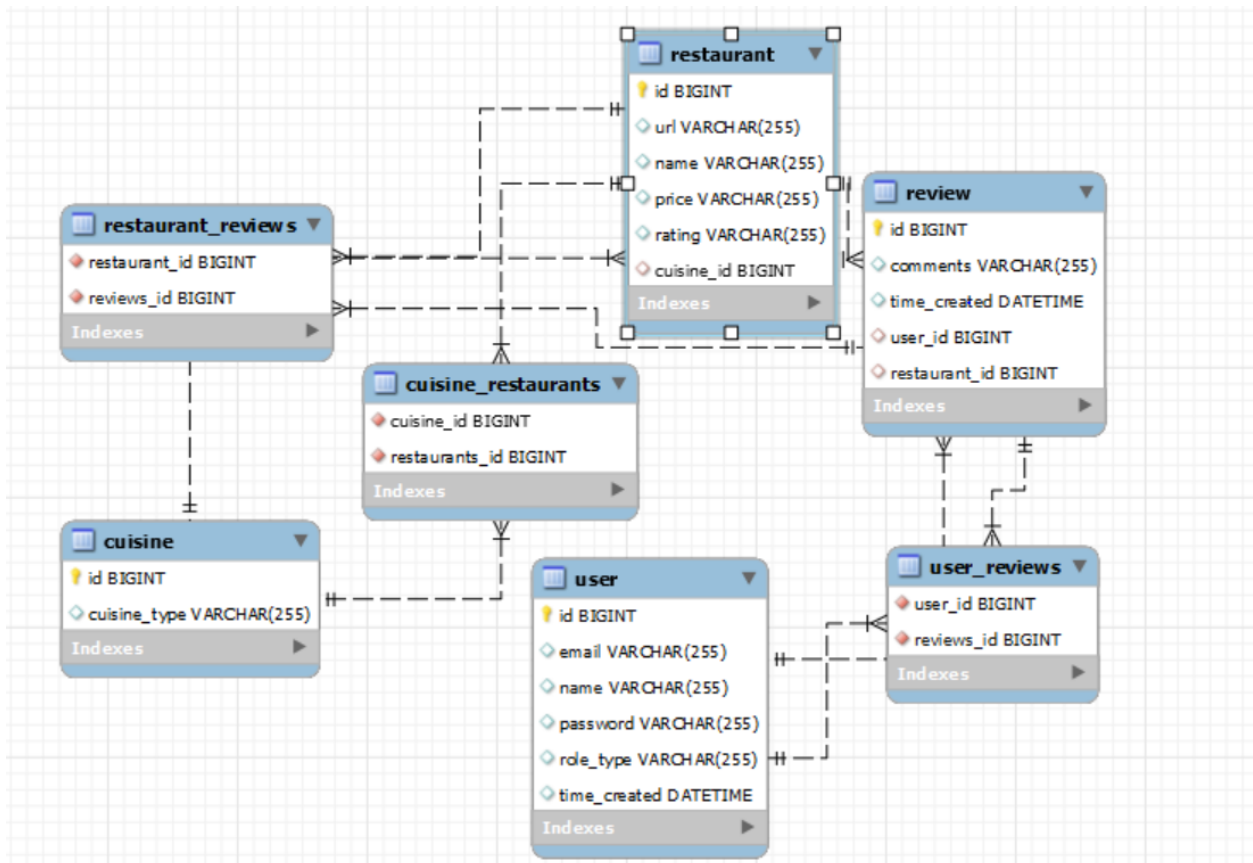 restaurant
id BIGINT
url VARCHAR(255)
name VARCHAR(255)
price VARCHAR(255)
rating VARCHAR(255)
cuisine_id BIGINT
Indexes
review
id BIGINT
comments VARCHAR(255)
time_created DATETIME
user_id BIGINT
restaurant_id BIGINT
Indexes
restaurant_reviews
restaurant_id BIGINT
reviews_id BIGINT
Indexes
cuisine_restaurants
cuisine_id BIGINT
restaurants_id BIGINT
Indexes
cuisine
id BIGINT
cuisine_type VARCHAR(255)
Indexes
user
id BIGINT
email VARCHAR(255)
name VARCHAR(255)
password VARCHAR(255)
role_type VARCHAR(255)
time_created DATETIME
Indexes
user_reviews
user_id BIGINT
reviews_id BIGINT
Indexes